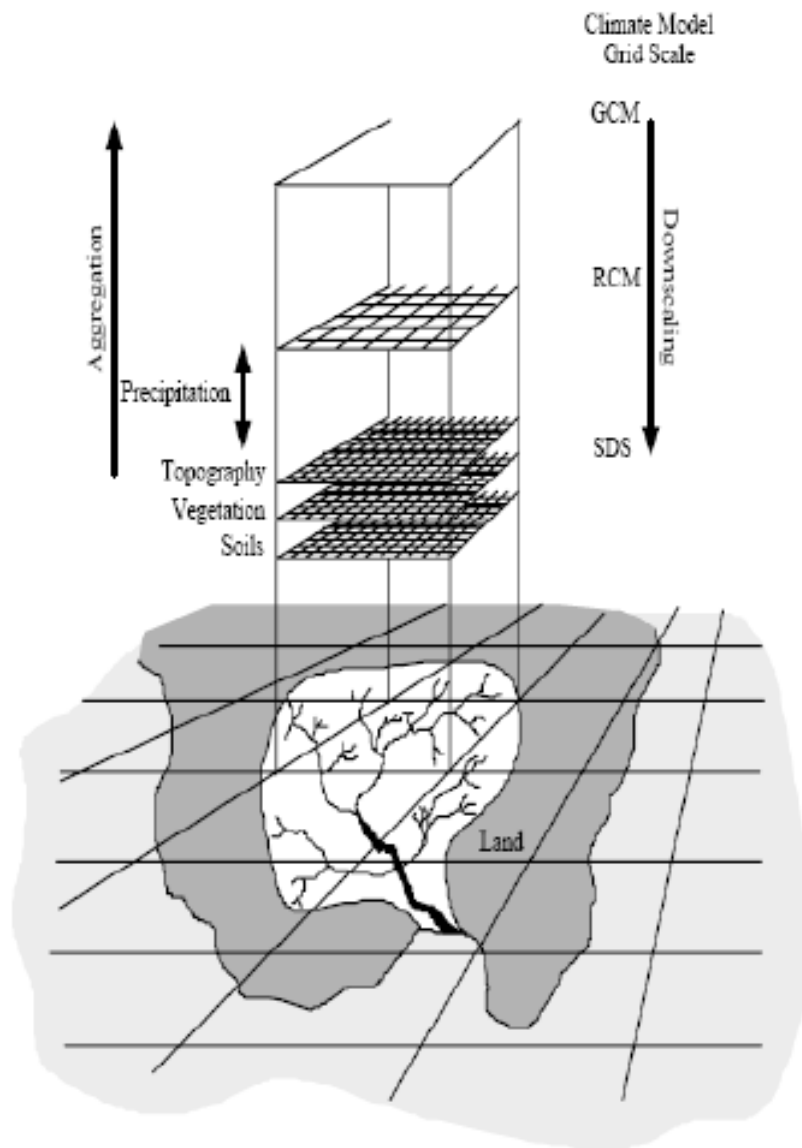 Climate Model
Grid Scale
GCM
Aggregation
Downscaling
RCM
Precipitation
SDS
Topography
Vegetation
Soils
Land